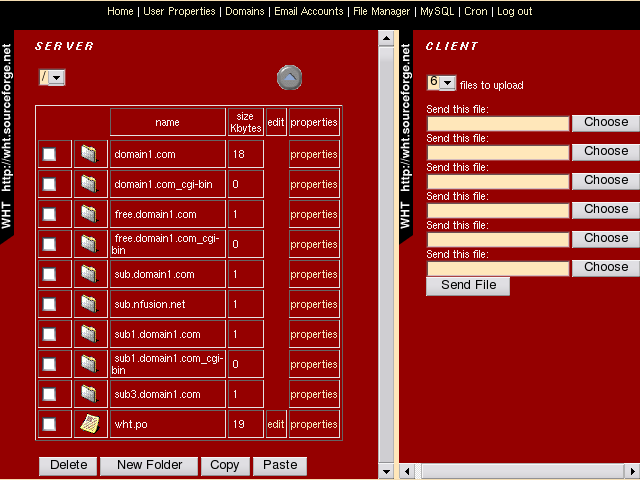 Home | User Properties | Domains | Email Accounts | File Manager | MySQL | Cron | Log out
WHT http://wht.sourceforge.net
SERVER
/
name size Kbytes edit properties
domain1.com 18 properties
domain1.com_cgi-bin 0 properties
free.domain1.com 1 properties
free.domain1.com_cgi-
bin 0 properties
sub.domain1.com 1 properties
sub.nfusion.net 1 properties
sub1.domain1.com 1 properties
sub1.domain1.com_cgi-
bin 0 properties
sub3.domain1.com 1 properties
wht.po 19 edit properties
Delete New Folder Copy Paste
WHT http://wht.sourceforge.net
CLIENT
6 files to upload
Send this file:
Choose
Send this file:
Choose
Send this file:
Choose
Send this file:
Choose
Send this file:
Choose
Send this file:
Choose
Send File